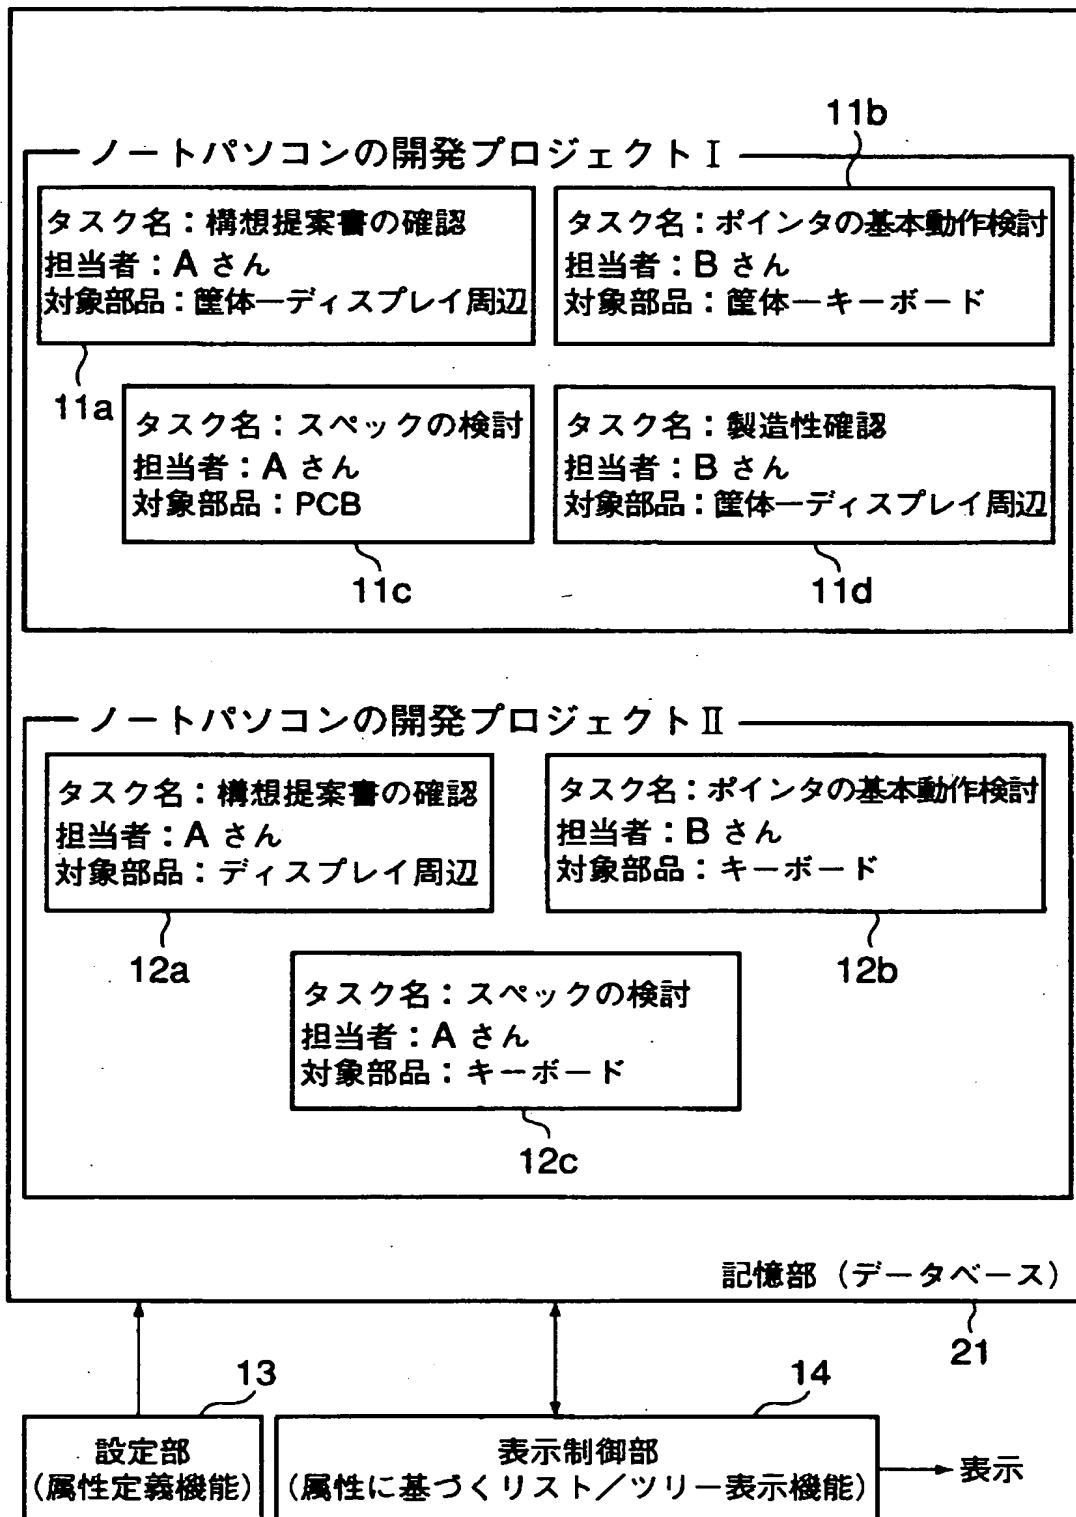 11b
ノートパソコンの開発プロジェクトⅠ
タスク名：構想提案書の確認
担当者：A さん
対象部品：筐体－ディスプレイ周辺
11a
タスク名：ポインタの基本動作検討
担当者：B さん
対象部品：筐体－キーボード
タスク名：スペックの検討
担当者：A さん
対象部品：PCB
11c
タスク名：製造性確認
担当者：B さん
対象部品：筐体－ディスプレイ周辺
11d
ノートパソコンの開発プロジェクトⅡ
タスク名：構想提案書の確認
担当者：A さん
対象部品：ディスプレイ周辺
12a
タスク名：ポインタの基本動作検討
担当者：B さん
対象部品：キーボード
12b
タスク名：スペックの検討
担当者：A さん
対象部品：キーボード
12c
記憶部（データベース）
21
13
設定部
(属性定義機能)
14
表示制御部
(属性に基づくリスト／ツリー表示機能)
表示